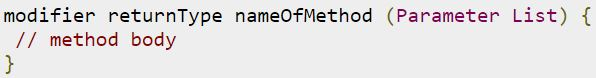 modifier returnType nameOfMethod (Parameter List) {
// method body
}